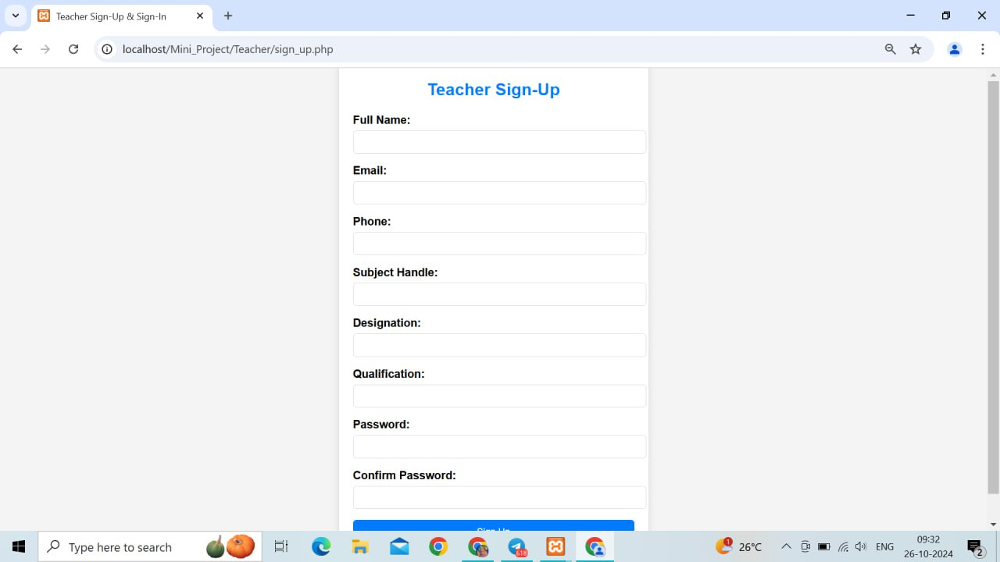 Teacher Sign-Up & Sign-In
localhost/Mini_Project/Teacher/sign_up.php
Teacher Sign-Up
Full Name:
Email:
Phone:
Subject Handle:
Designation:
Qualification:
Password:
Confirm Password:
Sign Up
Type here to search
618
1
26°C
ENG
09:32
26-10-2024
2